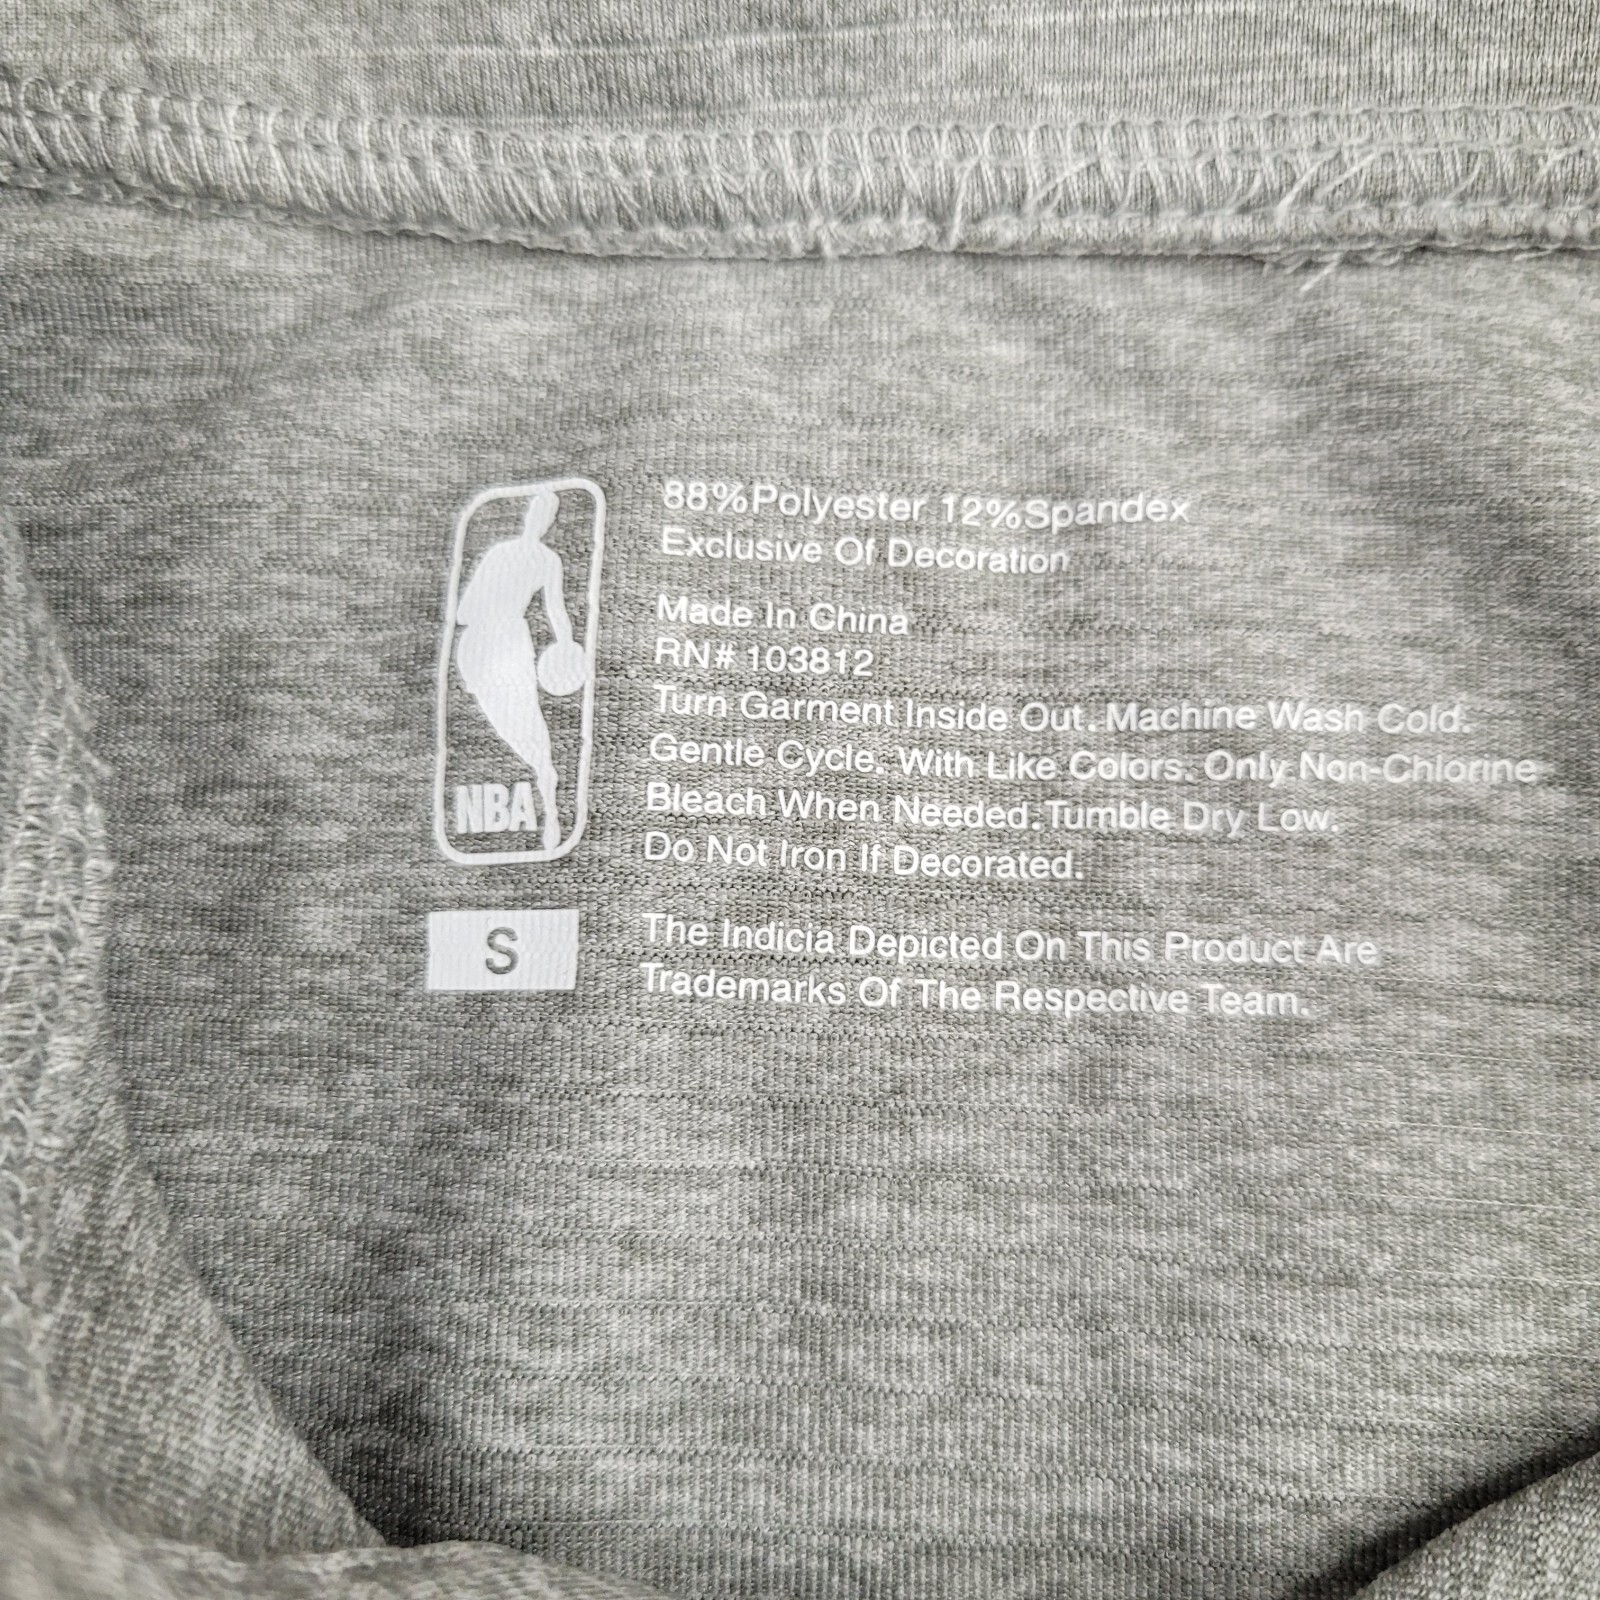 88%Polyester 12%Spandex
Exclusive Of Decoration
Made In China
RN# 103812
Turn Garment Inside Out. Machine Wash Cold.
Gentle Cycle. With Like Colors. Only Non-Chlorine
Bleach When Needed. Tumble Dry Low.
Do Not Iron If Decorated.
The Indicia Depicted On This Product Are
Trademarks Of The Respective Team.
NBA
S